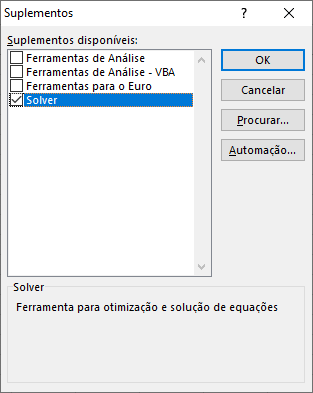 Suplementos
?
Suplementos disponíveis:
Ferramentas de Análise
Ferramentas de Análise - VBA
Ferramentas para o Euro
Solver
OK
Cancelar
Procurar...
Automação...
Solver
Ferramenta para otimização e solução de equações